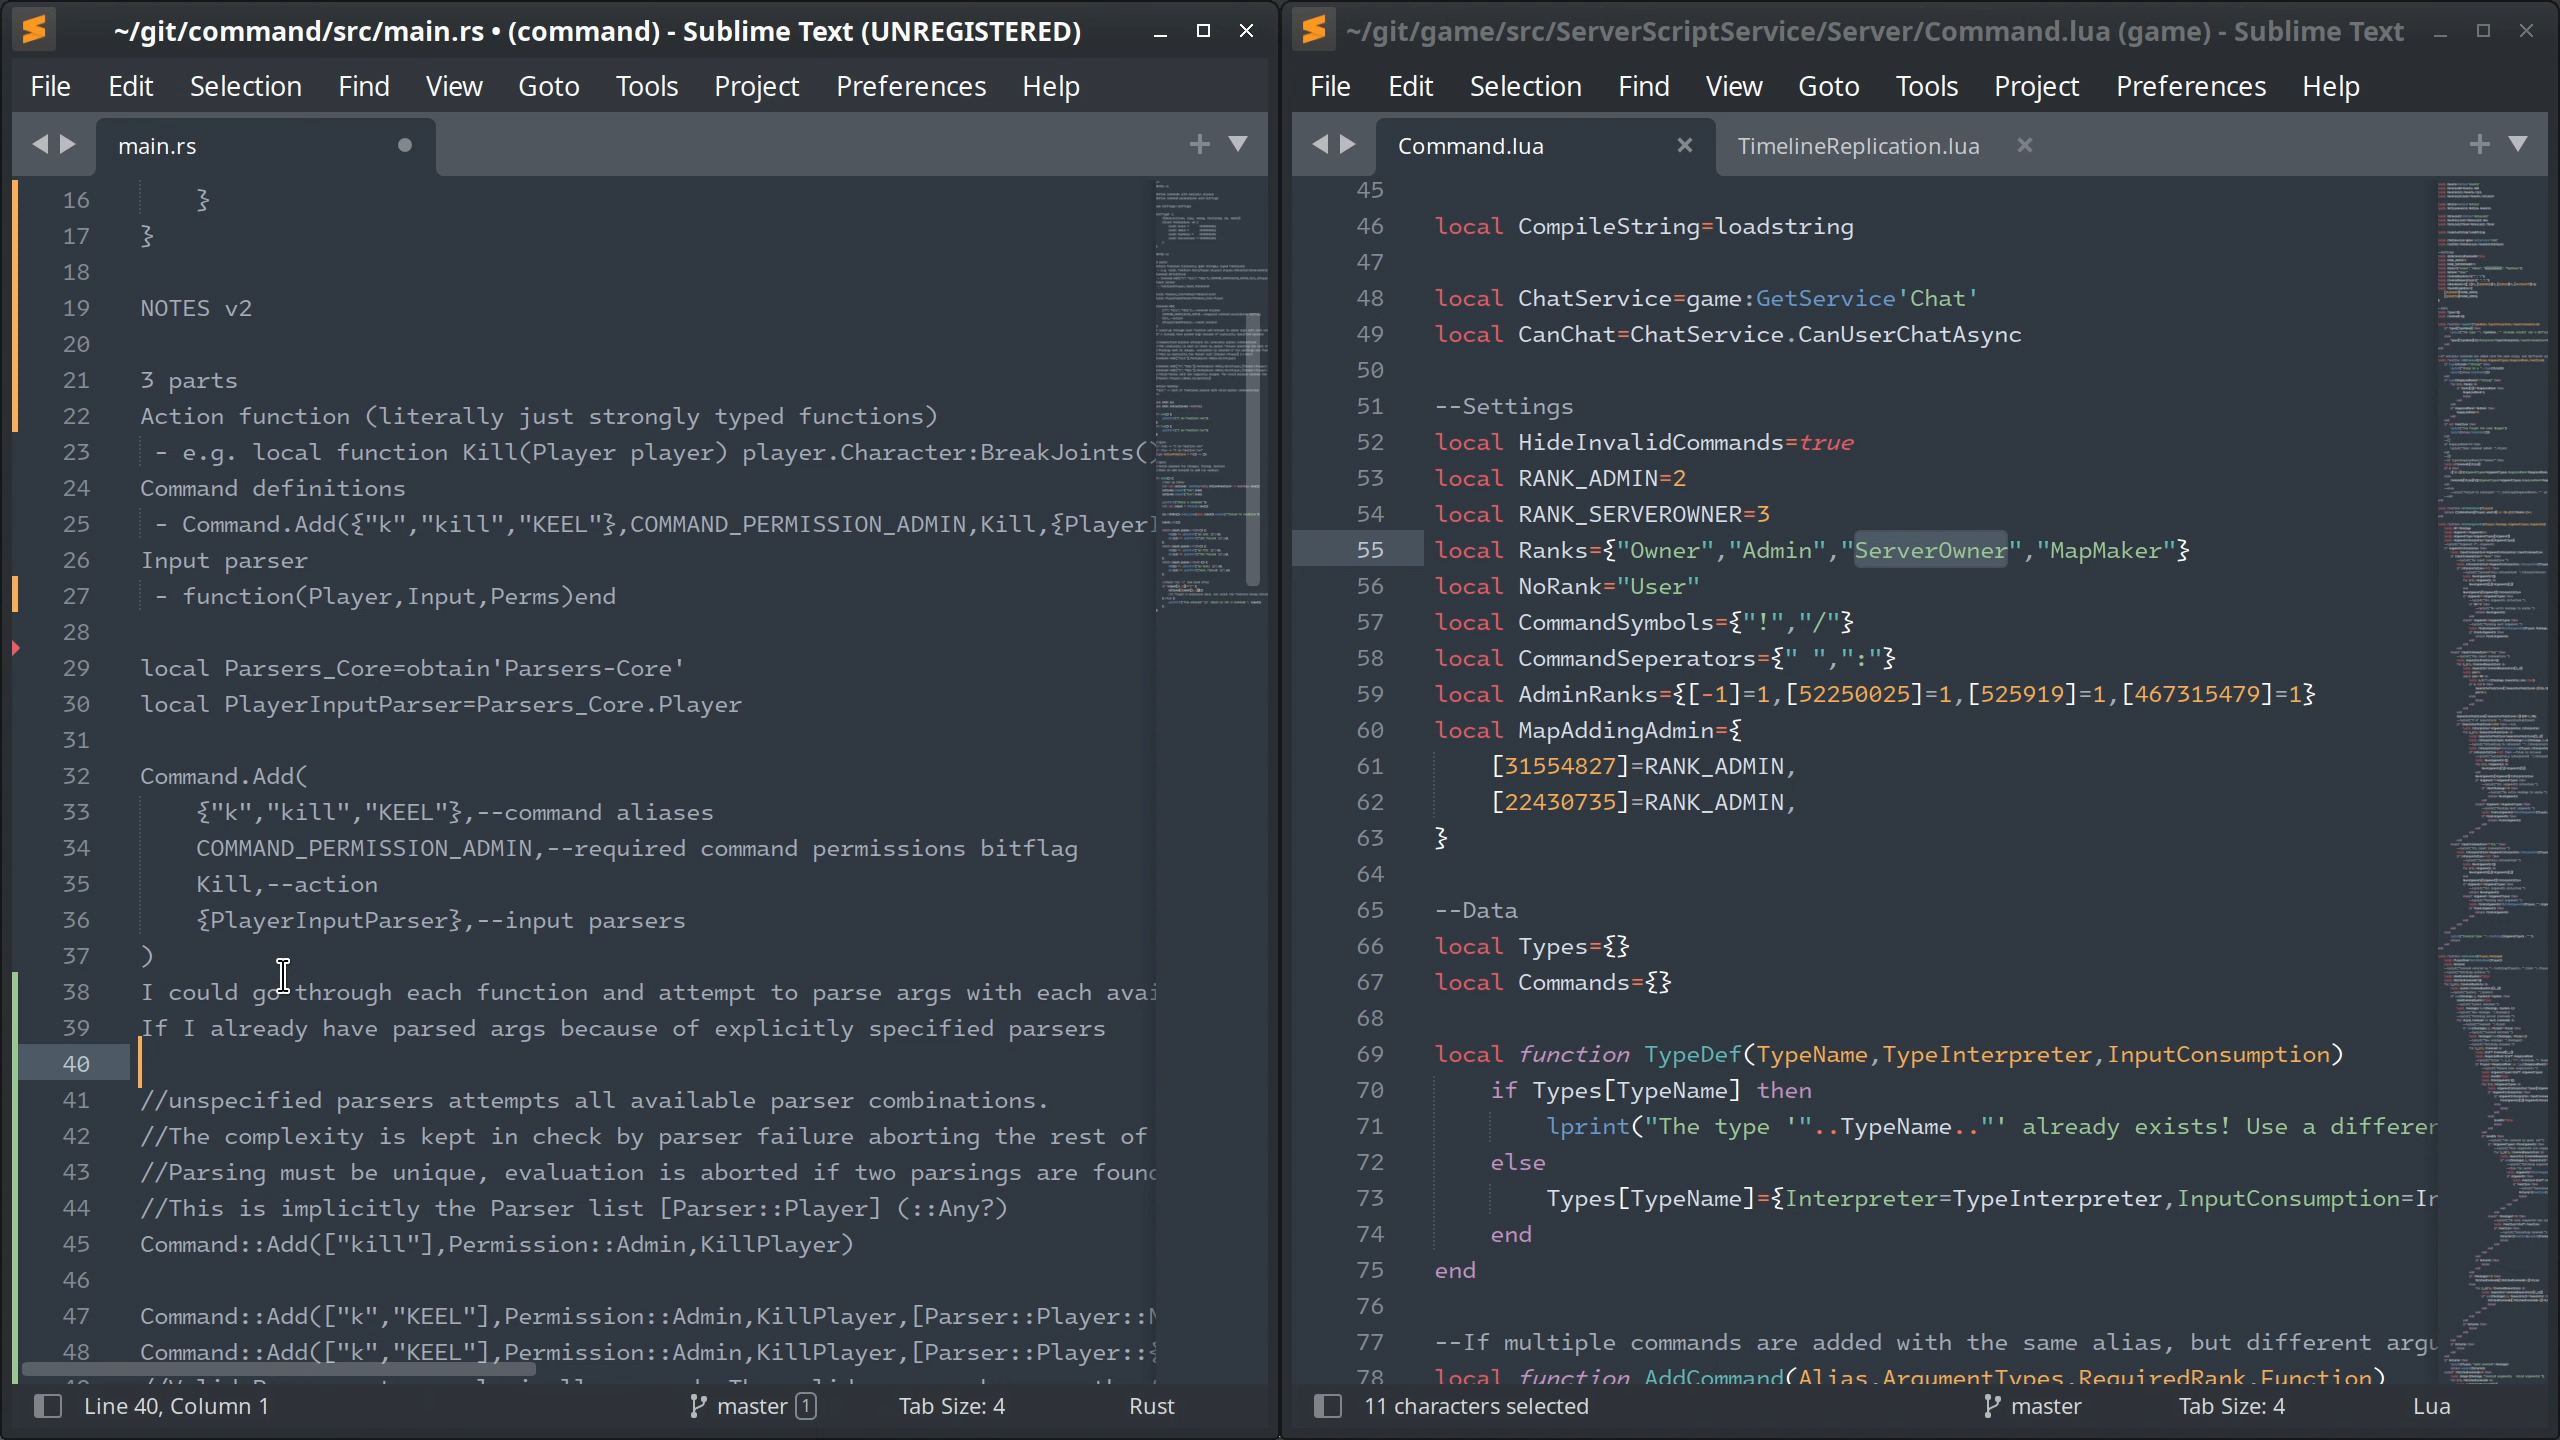 ~/git/command/src/main.rs • (command) - Sublime Text (UNREGISTERED)
File Edit Selection Find View Goto Tools Project Preferences Help
main.rs
16 }
17 }
18
19 NOTES v2
20
21 3 parts
22 Action function (literally just strongly typed functions)
23 - e.g. local function Kill(Player player) player.Character:BreakJoints()
24 Command definitions
25 - Command.Add({"k","kill","KEEL"},COMMAND_PERMISSION_ADMIN,Kill,{Player
26 Input parser
27 - function(Player,Input,Perms)end
28
29 local Parsers_Core=obtain'Parsers-Core'
30 local PlayerInputParser=Parsers_Core.Player
31
32 Command.Add(
33 {"k","kill","KEEL"},--command aliases
34 COMMAND_PERMISSION_ADMIN,--required command permissions bitflag
35 Kill,--action
36 {PlayerInputParser},--input parsers
37 )
38 I could go through each function and attempt to parse args with each avai
39 If I already have parsed args because of explicitly specified parsers
40
41 //unspecified parsers attempts all available parser combinations.
42 //The complexity is kept in check by parser failure aborting the rest of
43 //Parsing must be unique, evaluation is aborted if two parsings are found
44 //This is implicitly the Parser list [Parser::Player] (::Any?)
45 Command::Add(["kill"],Permission::Admin,KillPlayer)
46
47 Command::Add(["k","KEEL"],Permission::Admin,KillPlayer,[Parser::Player::
48 Command::Add(["k","KEEL"],Permission::Admin,KillPlayer,[Parser::Player::
Line 40, Column 1 master 1 Tab Size: 4 Rust
~/git/game/src/ServerScriptService/Server/Command.lua (game) - Sublime Text
File Edit Selection Find View Goto Tools Project Preferences Help
Command.lua TimelineReplication.lua
45
46 local CompileString=loadstring
47
48 local ChatService=game:GetService'Chat'
49 local CanChat=ChatService.CanUserChatAsync
50
51 --Settings
52 local HideInvalidCommands=true
53 local RANK_ADMIN=2
54 local RANK_SERVEROWNER=3
55 local Ranks={"Owner","Admin","ServerOwner","MapMaker"}
56 local NoRank="User"
57 local CommandSymbols={"!","/"}
58 local CommandSeperators={" ",":"}
59 local AdminRanks={[-1]=1,[52250025]=1,[525919]=1,[467315479]=1}
60 local MapAddingAdmin={
61 [31554827]=RANK_ADMIN,
62 [22430735]=RANK_ADMIN,
63 }
64
65 --Data
66 local Types={}
67 local Commands={}
68
69 local function TypeDef(TypeName,TypeInterpreter,InputConsumption)
70 if Types[TypeName] then
71 lprint("The type '"..TypeName.."' already exists! Use a differen
72 else
73 Types[TypeName]={Interpreter=TypeInterpreter,InputConsumption=In
74 end
75 end
76
77 --If multiple commands are added with the same alias, but different argu
78 local function AddCommand(Alias,ArgumentTypes,RequiredRank,Function)
11 characters selected master Tab Size: 4 Lua